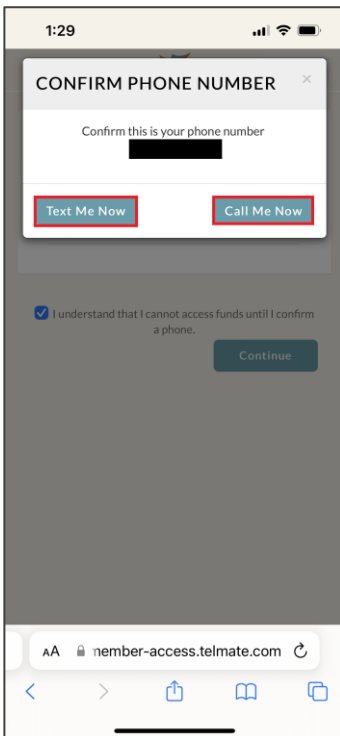 1:29
CONFIRM PHONE NUMBER ×
Confirm this is your phone number
Text Me Now
Call Me Now
I understand that I cannot access funds until I confirm
a phone.
Continue
AA member-access.telmate.com